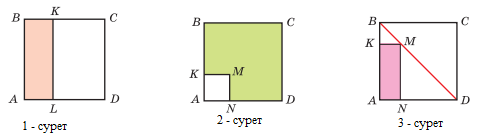 B K C
A L D
1 - сурет
B C
K M
A N D
2 - сурет
B C
K M
A N D
3 - сурет